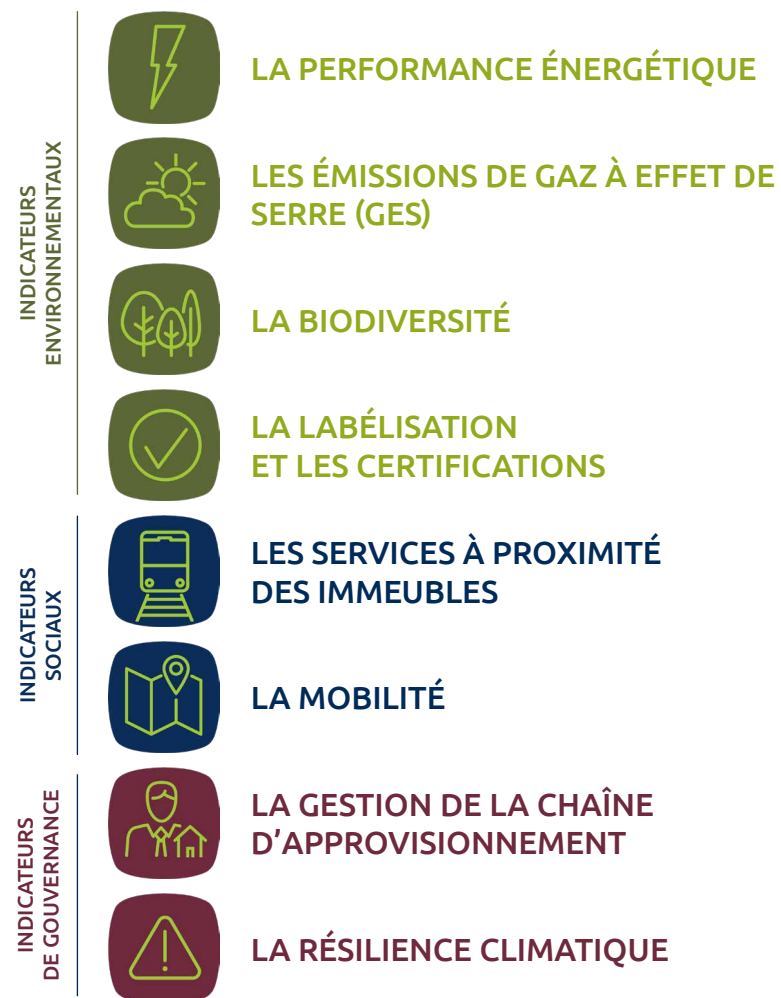 INDICATEURS
ENVIRONNEMENTAUX
LA PERFORMANCE ÉNERGÉTIQUE
LES ÉMISSIONS DE GAZ À EFFET DE
SERRE (GES)
LA BIODIVERSITÉ
LA LABÉLISATION
ET LES CERTIFICATIONS
INDICATEURS
SOCIAUX
LES SERVICES À PROXIMITÉ
DES IMMEUBLES
LA MOBILITÉ
INDICATEURS
DE GOUVERNANCE
LA GESTION DE LA CHAÎNE
D’APPROVISIONNEMENT
LA RÉSILIENCE CLIMATIQUE